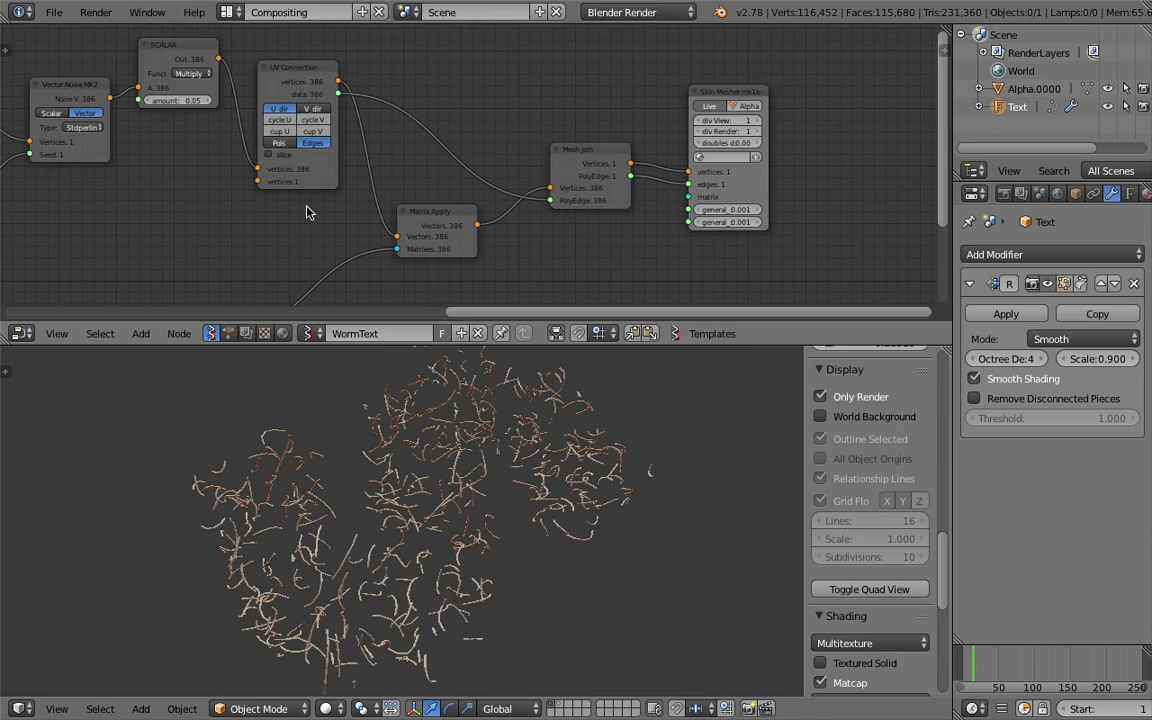 File Render Window Help Compositing Scene Blender Render v2.78 | Verts:116,452 | Faces:115,680 | Tris:231,360 | Objects:0/1 | Lamps:0/0 | Mem:65.
SCALAR
Out. 386
Funct Multiply
A. 386
amount: 0.05
Vector Noise MK2
Noise V. 386
Scalar Vector
Type: Stdperlin
Vertices. 1
Seed. 1
UV Connection
vertices. 386
data. 386
U dir V dir
cycle U cycle V
cup U cup V
Pols Edges
slice
vertices. 386
vertices 1
Matrix Apply
Vectors. 386
Vectors. 386
Matrixes. 386
Mesh Join
Vertices. 1
PolyEdge. 1
Vertices. 386
PolyEdge. 386
Skin Mesher mk1b
Live Alpha
div View: 1
div Render: 1
doubles d:0.00
vertices. 1
edges. 1
matrix
general_:0.001
general_:0.001
View Select Add Node WormText F Templates
Display
Only Render
World Background
Outline Selected
All Object Origins
Relationship Lines
Grid Flo X Y Z
Lines: 16
Scale: 1.000
Subdivisions: 10
Toggle Quad View
Shading
Multitexture
Textured Solid
Matcap
View Select Add Object Object Mode Global
Scene
RenderLayers
World
Alpha.0000
Text
View Search All Scenes
Text
Add Modifier
R
Apply Copy
Mode: Smooth
Octree De:4 Scale:0.900
Smooth Shading
Remove Disconnected Pieces
Threshold: 1.000
50 100 150 200 250
Start: 1